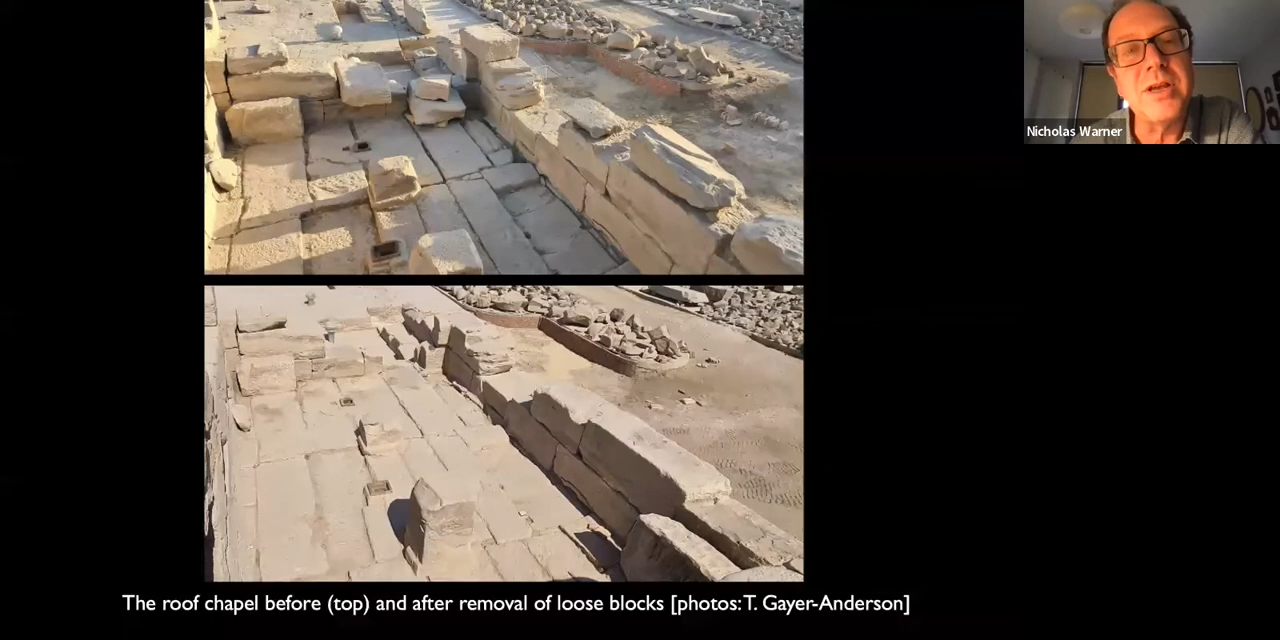 Nicholas Warner
The roof chapel before (top) and after removal of loose blocks [photos: T. Gayer-Anderson]